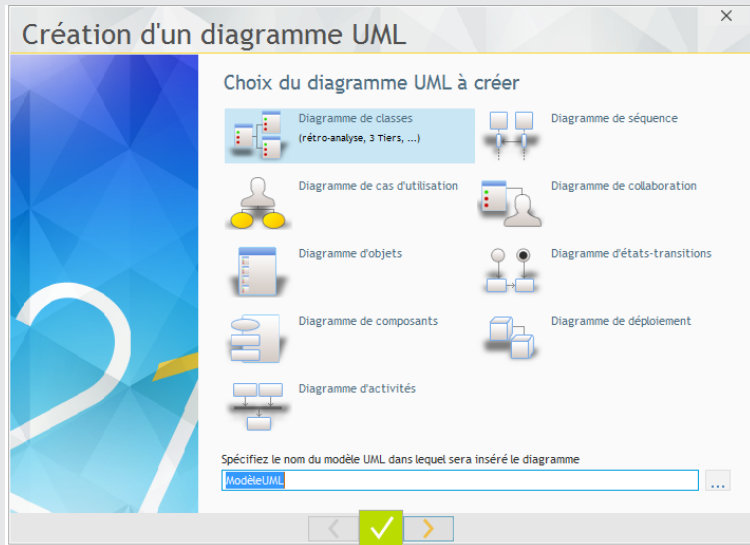 Création d'un diagramme UML
Choix du diagramme UML à créer
Diagramme de classes
(rétro-analyse, 3 Tiers, ...)
Diagramme de séquence
Diagramme de cas d'utilisation
Diagramme de collaboration
Diagramme d'objets
Diagramme d'états-transitions
Diagramme de composants
Diagramme de déploiement
Diagramme d'activités
Spécifiez le nom du modèle UML dans lequel sera inséré le diagramme
ModèleUML
...